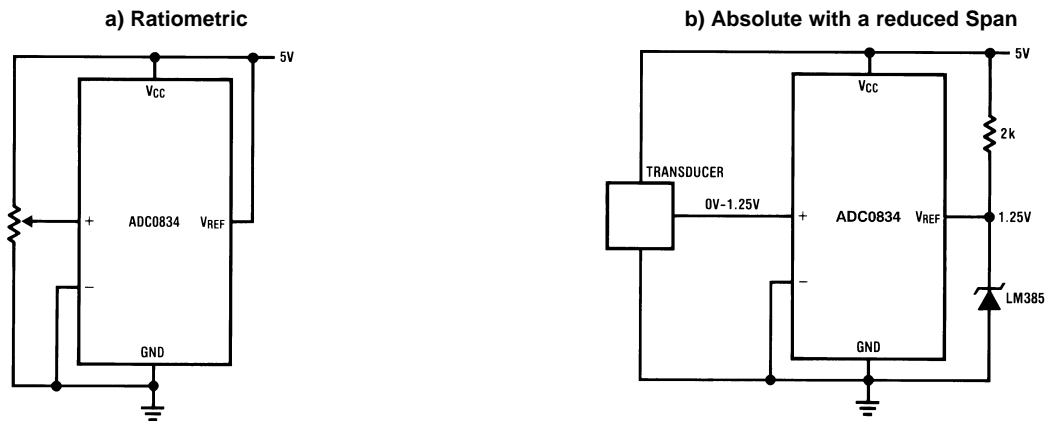 a) Ratiometric
5V
VCC
+
ADC0834
VREF
−
GND
b) Absolute with a reduced Span
5V
VCC
2k
TRANSDUCER
0V–1.25V
+
ADC0834
VREF
1.25V
−
LM385
GND